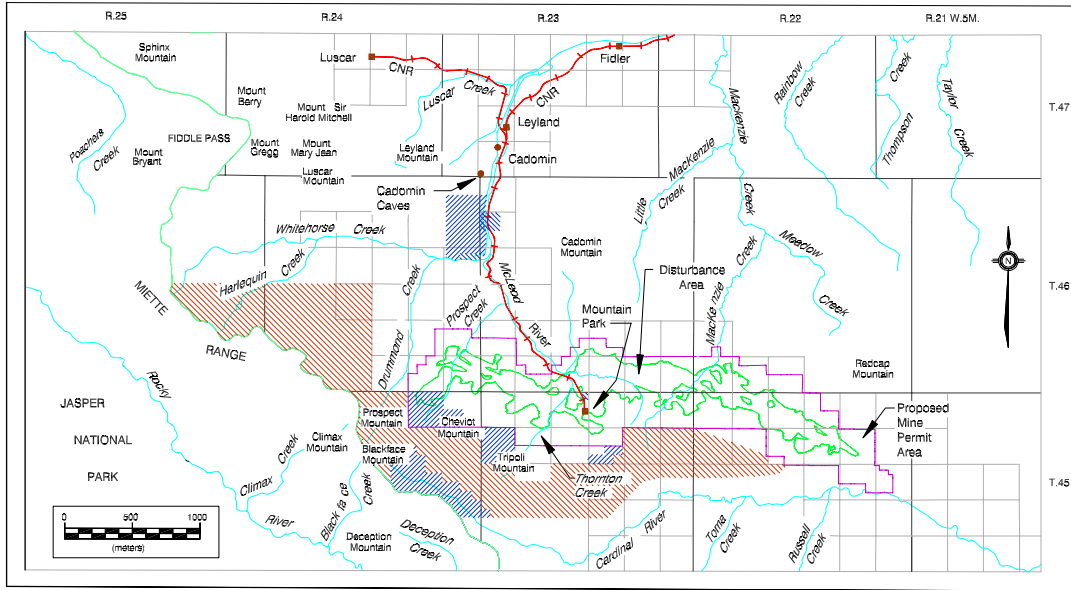 R.25
R.24
R.23
R.22
R.21 W.5M.
Sphinx
Mountain
Luscar
CNR
Fidler
CNR
Luscar
Creek
Mackenzie
Rainbow
Creek
Creek
Thompson
Taylor
Creek
T.47
Mount
Berry
Mount Sir
Harold Mitchell
Leyland
Poachers
Creek
FIDDLE PASS
Mount
Bryant
Mount
Gregg
Mount
Mary Jean
Luscar
Mountain
Leyland
Mountain
Cadomin
Cadomin
Caves
MacKenzie
Little
Creek
Creek
Whitehorse
Creek
Cadomin
Mountain
Meadow
Creek
N
Harlequin
Creek
Drummond
Creek
Prospect
Creek
McLeod
River
Disturbance
Area
MacKenzie
Creek
T.46
MIETTE
RANGE
Mountain
Park
Redcap
Mountain
Rocky
River
JASPER
NATIONAL
PARK
Prospect
Mountain
Cheviot
Mountain
Proposed
Mine
Permit
Area
Climax
Mountain
Climax
Creek
Blackface
Mountain
Tripoli
Mountain
Thornton
Creek
T.45
Blackface
Creek
Deception
Creek
Deception
Mountain
Cardinal
River
Toma
Creek
Russell
Creek
0
500
1000
(meters)